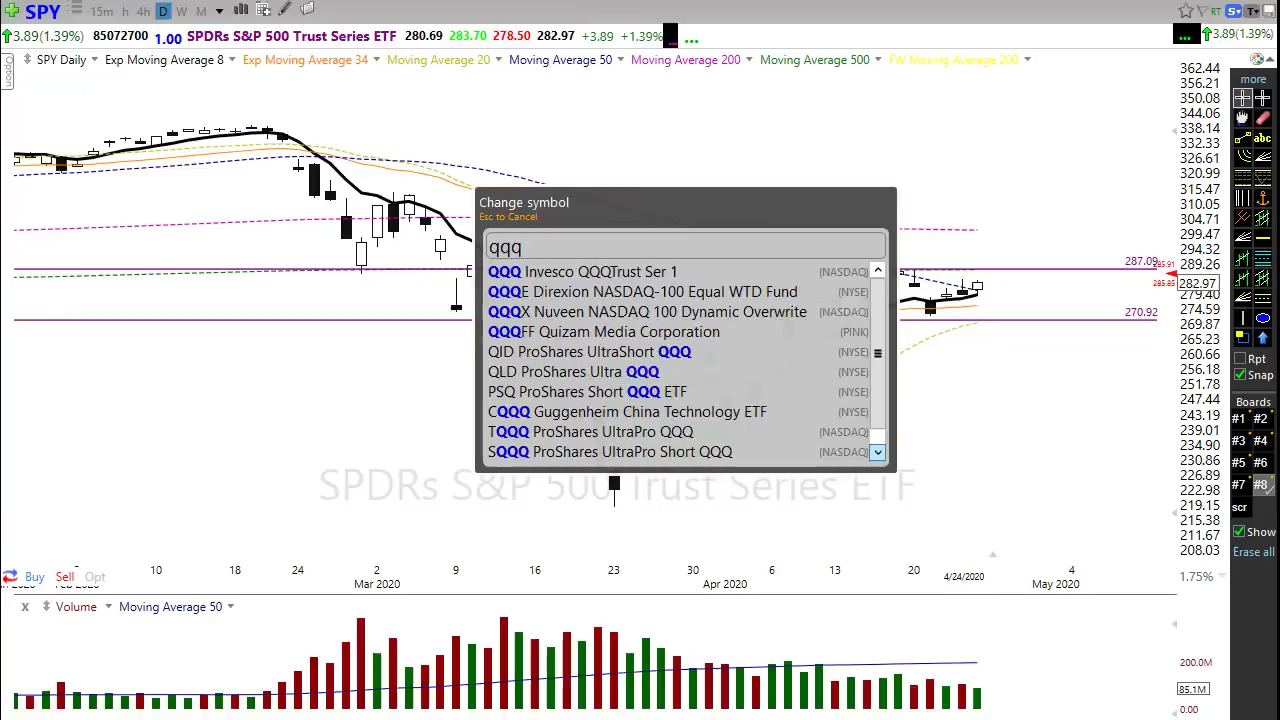 SPY 15m h 4h D W M RT S T
3.89(1.39%) 85072700 1.00 SPDRs S&P 500 Trust Series ETF 280.69 283.70 278.50 282.97 +3.89 +1.39% ... ... 3.89(1.39%)
Option SPY Daily Exp Moving Average 8 Exp Moving Average 34 Moving Average 20 Moving Average 50 Moving Average 200 Moving Average 500 FW Moving Average 200
362.44
356.21
350.08
344.06
338.14
332.33
326.61
320.99
315.47
310.05
304.71
299.47
294.32
289.26
282.97
279.40
274.59
269.87
265.23
260.66
256.18
251.78
247.44
243.19
239.01
234.90
230.86
226.89
222.98
219.15
215.38
211.67
208.03
287.09
285.91
285.85
270.92
Change symbol
Esc to Cancel
qqq
QQQ Invesco QQQTrust Ser 1 (NASDAQ)
QQQE Direxion NASDAQ-100 Equal WTD Fund (NYSE)
QQQX Nuveen NASDAQ 100 Dynamic Overwrite (NASDAQ)
QQQFF Quizam Media Corporation (PINK)
QID ProShares UltraShort QQQ (NYSE)
QLD ProShares Ultra QQQ (NYSE)
PSQ ProShares Short QQQ ETF (NYSE)
CQQQ Guggenheim China Technology ETF (NYSE)
TQQQ ProShares UltraPro QQQ (NASDAQ)
SQQQ ProShares UltraPro Short QQQ (NASDAQ)
SPDRs S&P 500 Trust Series ETF
more
abc
Rpt
Snap
Boards
#1 #2
#3 #4
#5 #6
#7 #8
scr
Show
Erase all
10 18 24 2 9 16 23 30 6 13 20 4/24/2020 4
Mar 2020 Apr 2020 May 2020
Buy Sell Opt
1.75%
x Volume Moving Average 50
200.0M
85.1M
0.00